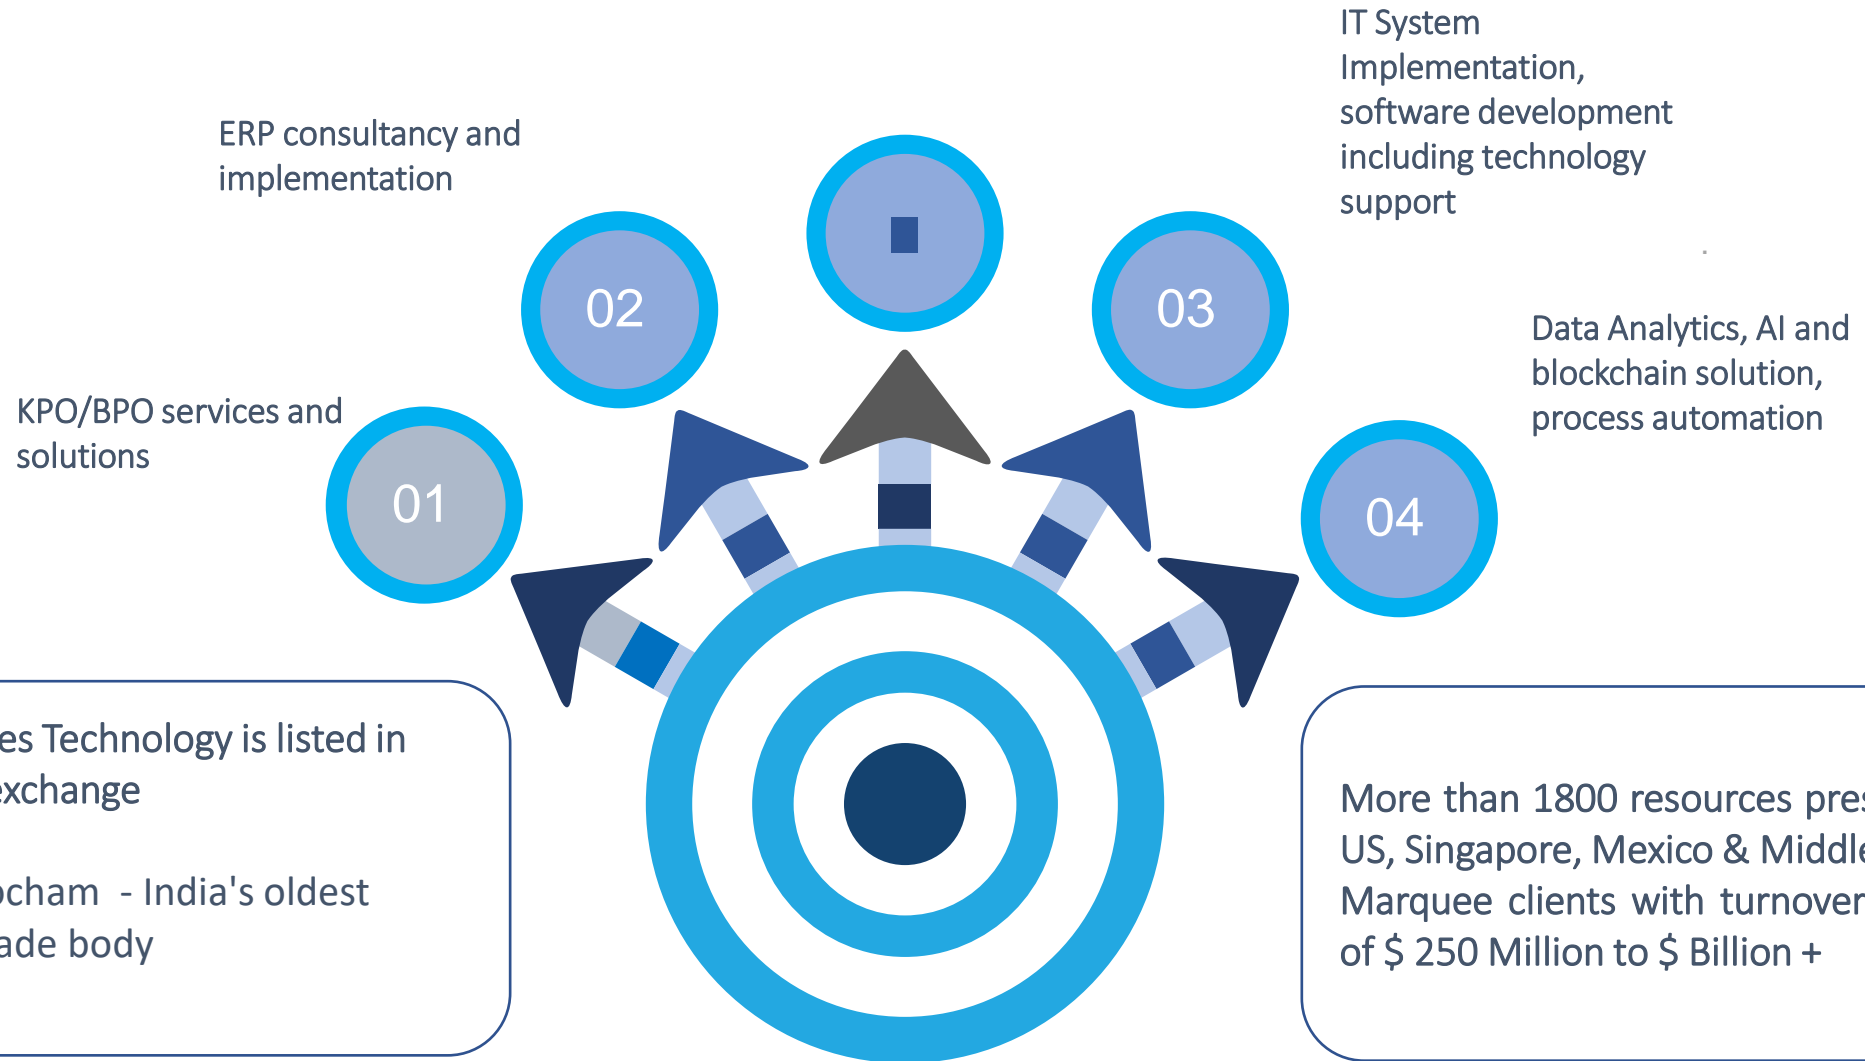 IT System
Implementation,
software development
including technology
support
.
ERP consultancy and
implementation
02
03
Data Analytics, AI and
blockchain solution,
process automation
KPO/BPO services and
solutions
01
04
es Technology is listed in
exchange
ocham - India's oldest
ade body
More than 1800 resources pres
US, Singapore, Mexico & Middle
Marquee clients with turnover
of $ 250 Million to $ Billion +